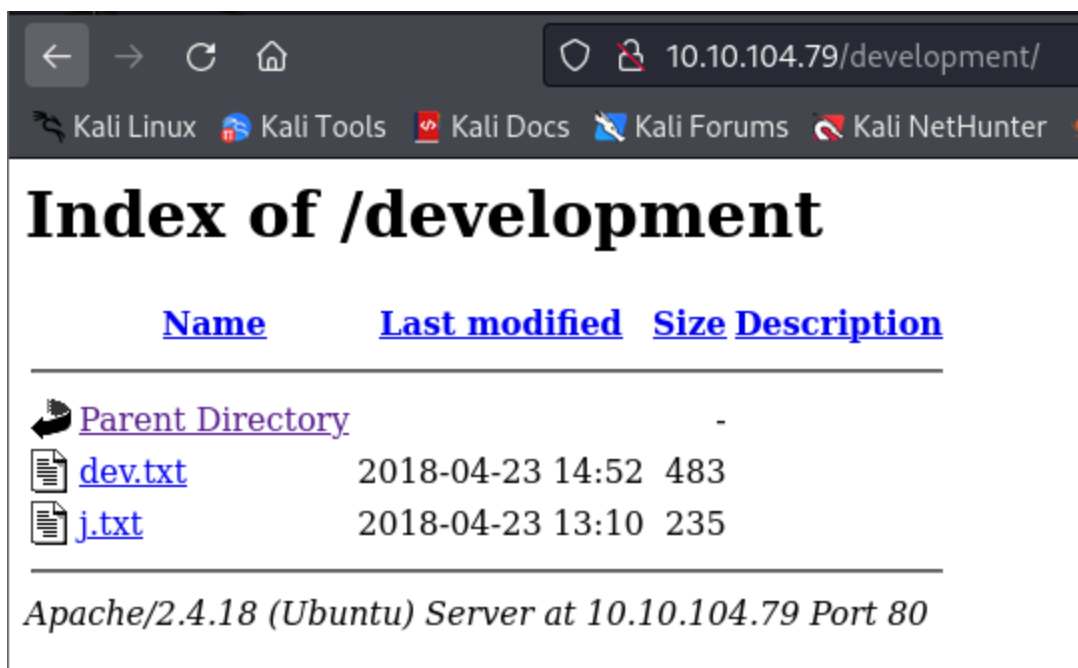 10.10.104.79/development/
Kali Linux Kali Tools Kali Docs Kali Forums Kali NetHunter
Index of /development
Name Last modified Size Description
Parent Directory -
dev.txt 2018-04-23 14:52 483
j.txt 2018-04-23 13:10 235
Apache/2.4.18 (Ubuntu) Server at 10.10.104.79 Port 80